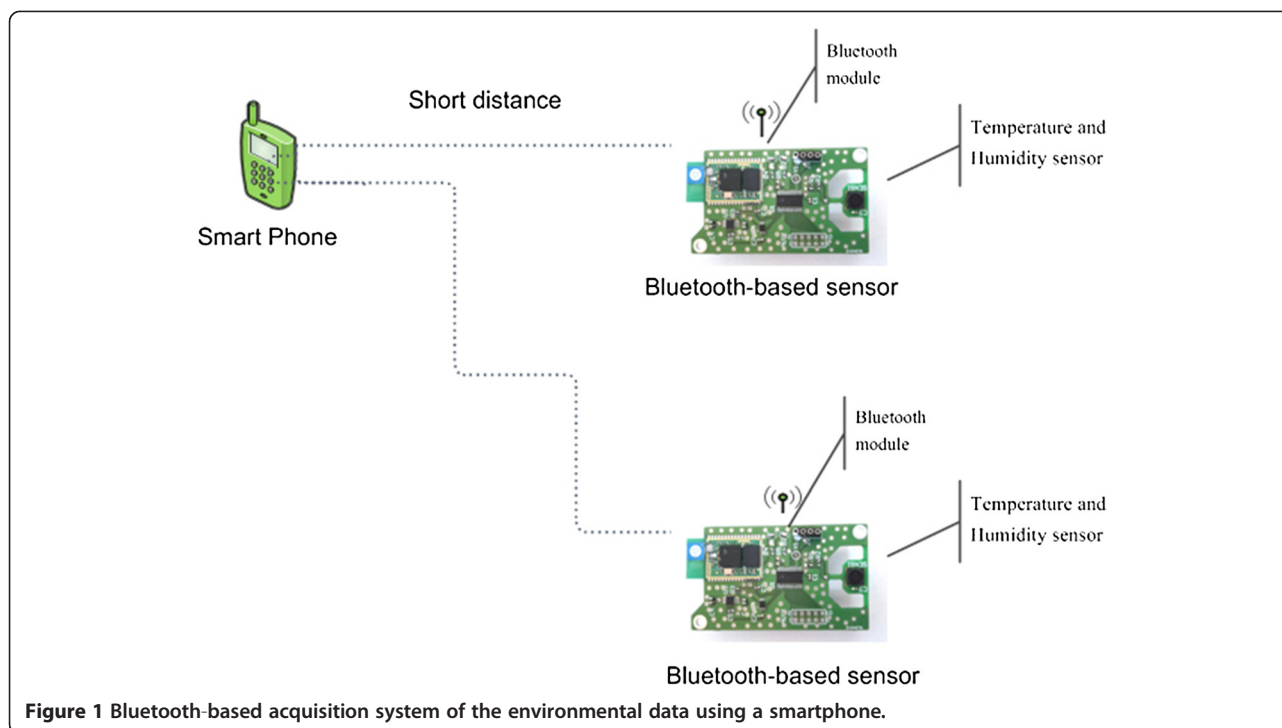 Bluetooth
module
Short distance
Temperature and
Humidity sensor
Smart Phone
Bluetooth-based sensor
Bluetooth
module
Temperature and
Humidity sensor
Bluetooth-based sensor
Figure 1 Bluetooth-based acquisition system of the environmental data using a smartphone.